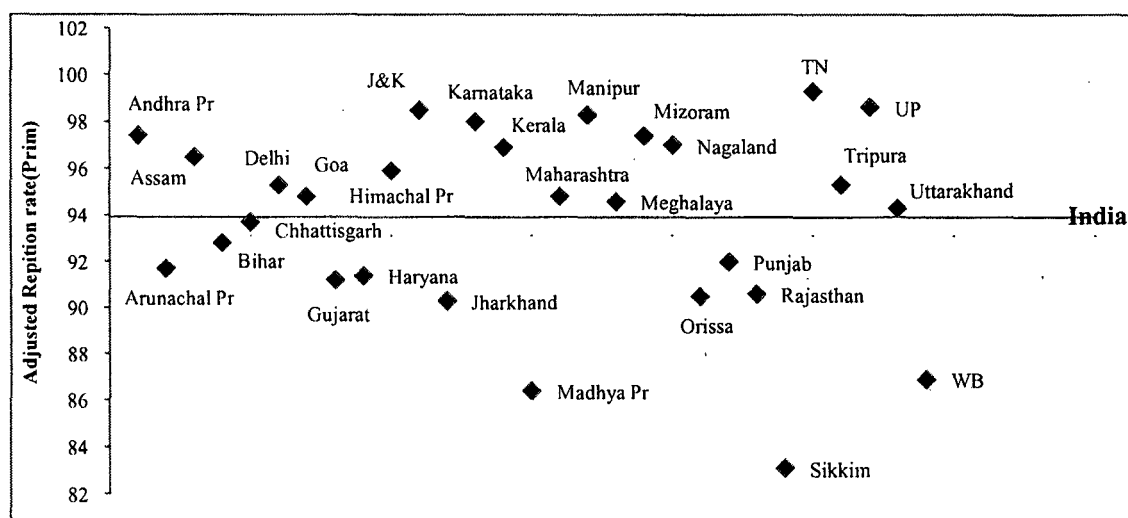 Adjusted Repition rate(Prim)
102
100
98
96
94
92
90
88
86
84
82
Andhra Pr
Arunachal Pr
Assam
Bihar
Chhattisgarh
Delhi
Goa
Gujarat
Haryana
Himachal Pr
J&K
Jharkhand
Karnataka
Kerala
Madhya Pr
Maharashtra
Manipur
Meghalaya
Mizoram
Nagaland
Orissa
Punjab
Rajasthan
Sikkim
TN
Tripura
UP
Uttarakhand
WB
India